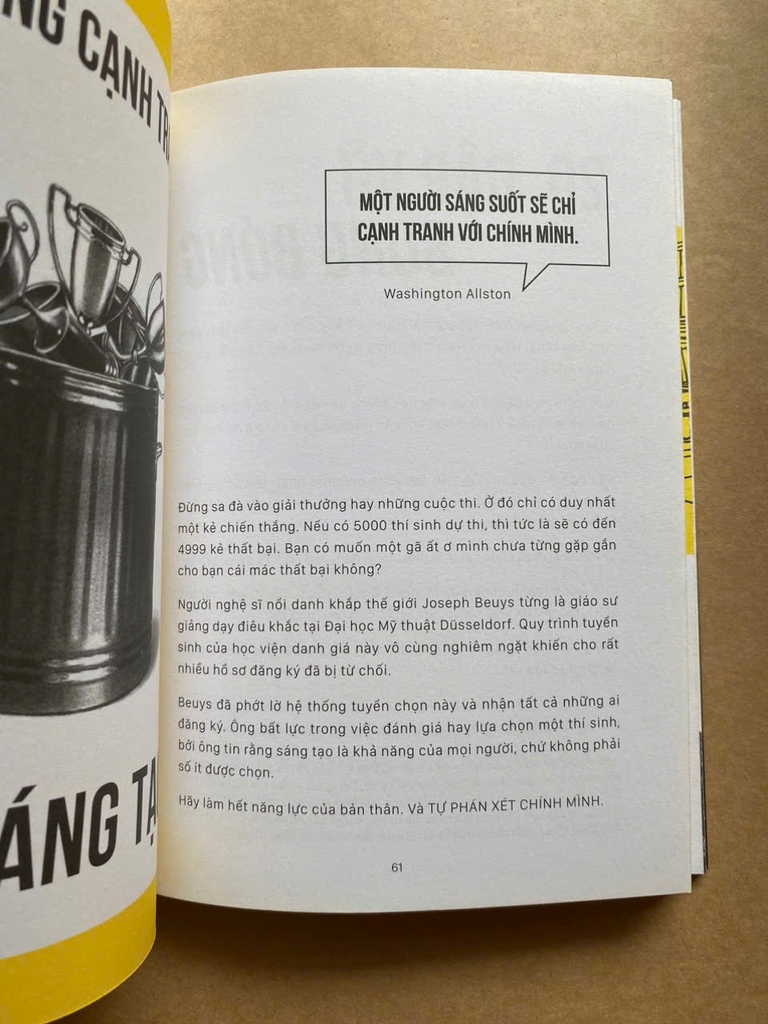 CẠNH
ÁNG
MỘT NGƯỜI SÁNG SUỐT SẼ CHỈ
CẠNH TRANH VỚI CHÍNH MÌNH.
Washington Allston
Đừng sa đà vào giải thưởng hay những cuộc thi. Ở đó chỉ có duy nhất
một kẻ chiến thắng. Nếu có 5000 thí sinh dự thi, thì tức là sẽ có đến
4999 kẻ thất bại. Bạn có muốn một gã ất ơ mình chưa từng gặp gắn
cho bạn cái mác thất bại không?
Người nghệ sĩ nổi danh khắp thế giới Joseph Beuys từng là giáo sư
giảng dạy điêu khắc tại Đại học Mỹ thuật Düsseldorf. Quy trình tuyển
sinh của học viện danh giá này vô cùng nghiêm ngặt khiến cho rất
nhiều hồ sơ đăng ký đã bị từ chối.
Beuys đã phớt lờ hệ thống tuyển chọn này và nhận tất cả những ai
đăng ký. Ông bất lực trong việc đánh giá hay lựa chọn một thí sinh,
bởi ông tin rằng sáng tạo là khả năng của mọi người, chứ không phải
số ít được chọn.
Hãy làm hết năng lực của bản thân. Và TỰ PHÁN XÉT CHÍNH MÌNH.
61